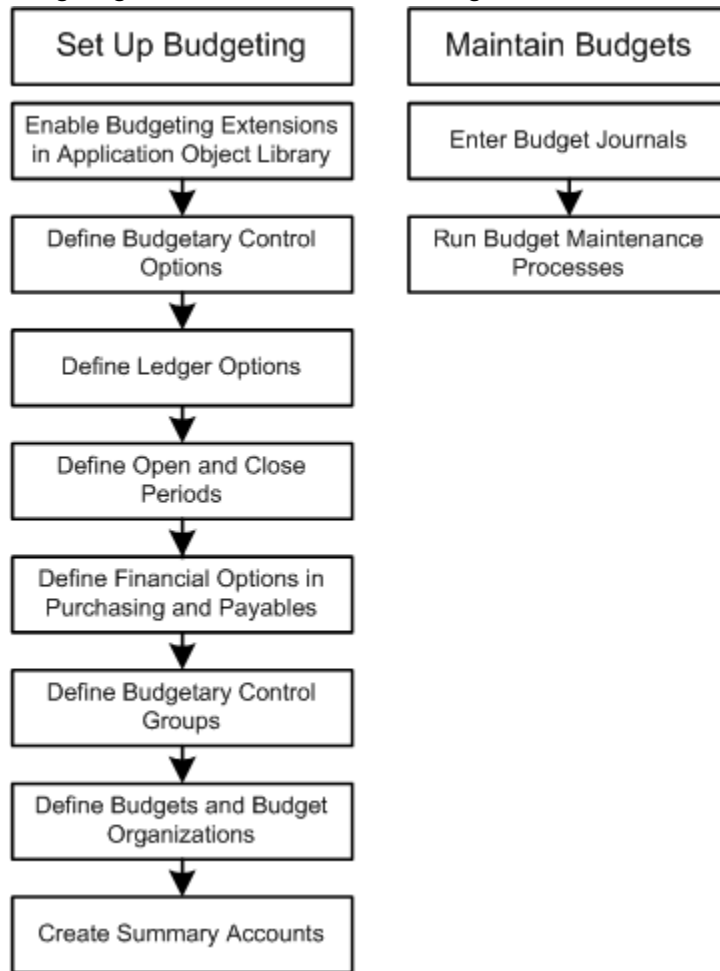 Set Up Budgeting
Enable Budgeting Extensions
in Application Object Library
Define Budgetary Control
Options
Define Ledger Options
Define Open and Close
Periods
Define Financial Options in
Purchasing and Payables
Define Budgetary Control
Groups
Define Budgets and Budget
Organizations
Create Summary Accounts
Maintain Budgets
Enter Budget Journals
Run Budget Maintenance
Processes